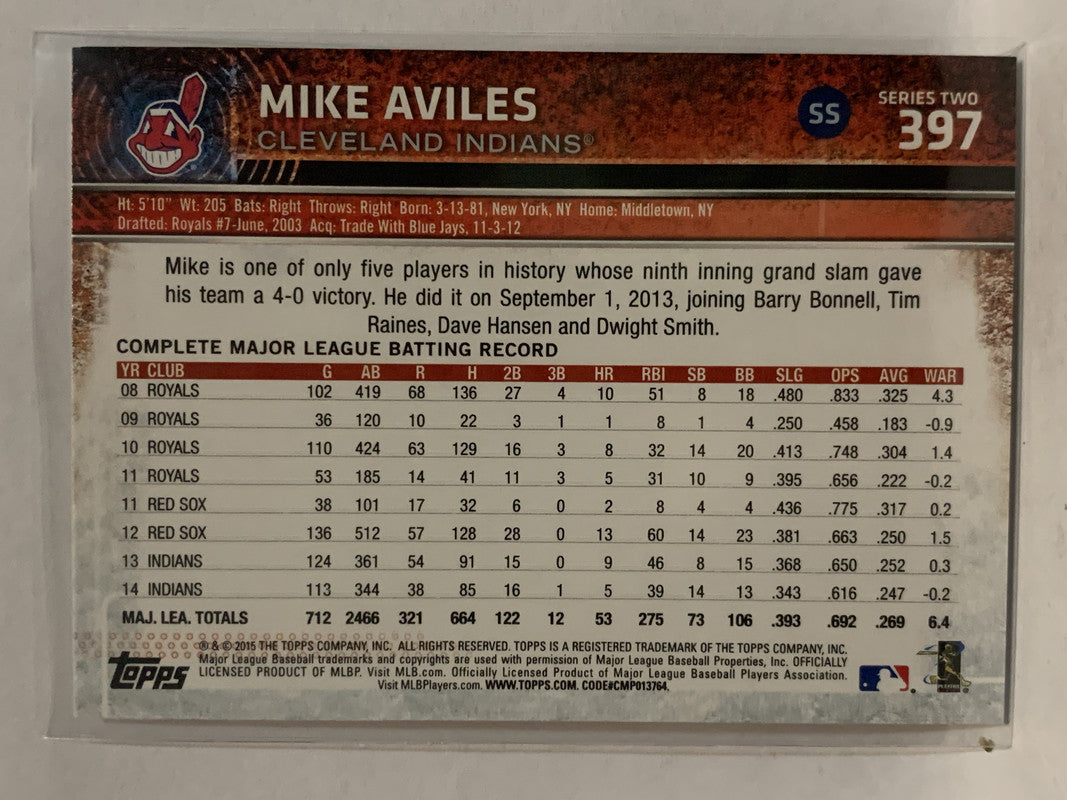 MIKE AVILES
CLEVELAND INDIANS®
SS
SERIES TWO
397
Ht: 5'10" Wt: 205 Bats: Right Throws: Right Born: 3-13-81, New York, NY Home: Middletown, NY
Drafted: Royals #7-June, 2003 Acq: Trade With Blue Jays, 11-3-12
Mike is one of only five players in history whose ninth inning grand slam gave
his team a 4-0 victory. He did it on September 1, 2013, joining Barry Bonnell, Tim
Raines, Dave Hansen and Dwight Smith.
COMPLETE MAJOR LEAGUE BATTING RECORD
YR CLUB G AB R H 2B 3B HR RBI SB BB SLG OPS AVG WAR
08 ROYALS 102 419 68 136 27 4 10 51 8 18 .480 .833 .325 4.3
09 ROYALS 36 120 10 22 3 1 1 8 1 4 .250 .458 .183 -0.9
10 ROYALS 110 424 63 129 16 3 8 32 14 20 .413 .748 .304 1.4
11 ROYALS 53 185 14 41 11 3 5 31 10 9 .395 .656 .222 -0.2
11 RED SOX 38 101 17 32 6 0 2 8 4 4 .436 .775 .317 0.2
12 RED SOX 136 512 57 128 28 0 13 60 14 23 .381 .663 .250 1.5
13 INDIANS 124 361 54 91 15 0 9 46 8 15 .368 .650 .252 0.3
14 INDIANS 113 344 38 85 16 1 5 39 14 13 .343 .616 .247 -0.2
MAJ. LEA. TOTALS 712 2466 321 664 122 12 53 275 73 106 .393 .692 .269 6.4
TOPPS
® & © 2015 THE TOPPS COMPANY, INC. ALL RIGHTS RESERVED. TOPPS IS A REGISTERED TRADEMARK OF THE TOPPS COMPANY, INC.
Major League Baseball trademarks and copyrights are used with permission of Major League Baseball Properties, Inc. OFFICIALLY
LICENSED PRODUCT OF MLBP. Visit MLB.com. Officially Licensed Product of Major League Baseball Players Association.
Visit MLBPlayers.com. WWW.TOPPS.COM. CODE#CMP013764.